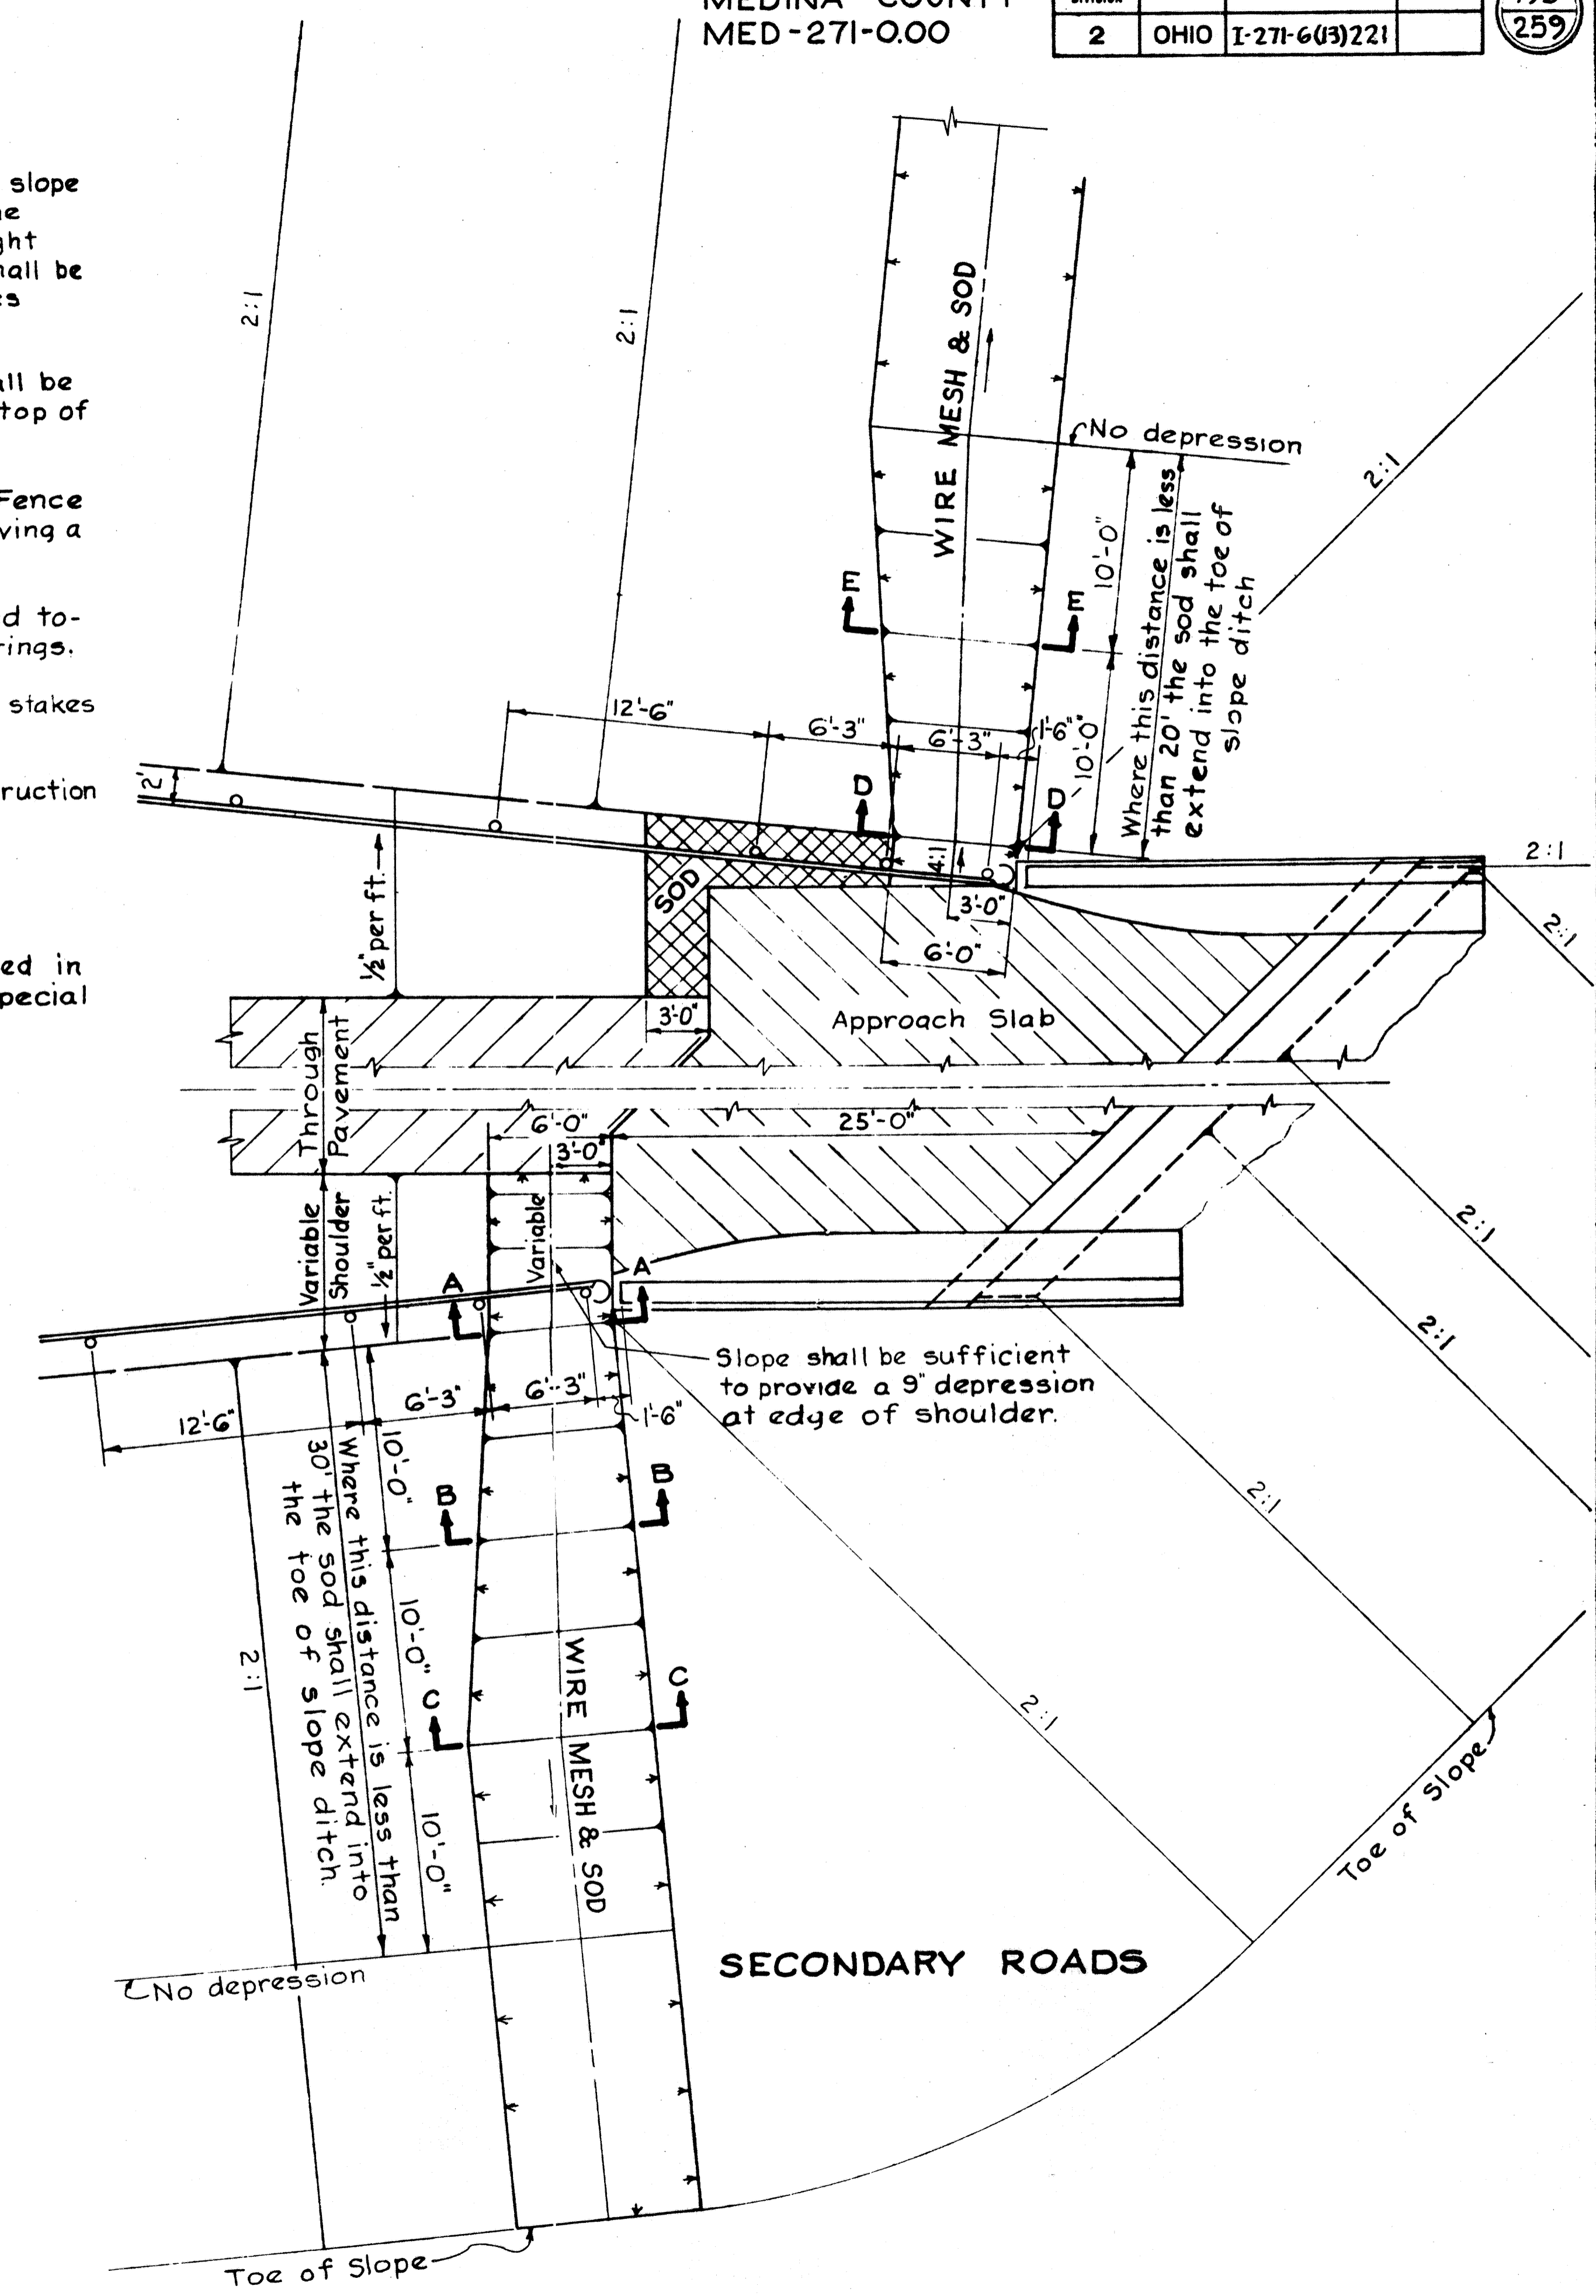 MEDINA COUNTY
MED-271-0.00
DIVISION
2 OHIO I-271-6(13)221
259
slope
ght
hall be
all be
top of
Fence
ving a
d to-
rings.
stakes
ruction
ed in
pecial
2:1
2:1
WIRE MESH & SOD
No depression
2:1
10'-0"
Where this distance is less
than 20' the sod shall
extend into the toe of
slope ditch
E
E
12'-6"
6'-3"
6'-3"
1'-6"
10'-0"
2'
D
D
4:1
2:1
SOD
3'-0"
6'-0"
2:1
1/2" per ft.
3'-0"
Approach Slab
Through
Pavement
6'-0"
3'-0"
25'-0"
Variable
Shoulder
1/2" per ft.
Variable
2:1
A
A
2:1
Slope shall be sufficient
to provide a 9" depression
at edge of shoulder.
12'-6"
6'-3"
6'-3"
1'-6"
10'-0"
B
B
2:1
Where this distance is less than
30' the sod shall extend into
the toe of slope ditch.
10'-0"
2:1
C
C
WIRE MESH & SOD
2:1
10'-0"
Toe of Slope
SECONDARY ROADS
No depression
Toe of Slope